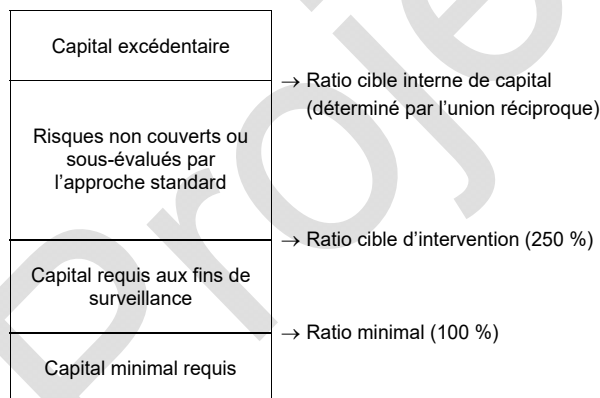 Capital excédentaire
→ Ratio cible interne de capital
(déterminé par l’union réciproque)
Risques non couverts ou
sous-évalués par
l’approche standard
→ Ratio cible d’intervention (250 %)
Capital requis aux fins de
surveillance
→ Ratio minimal (100 %)
Capital minimal requis
Proje